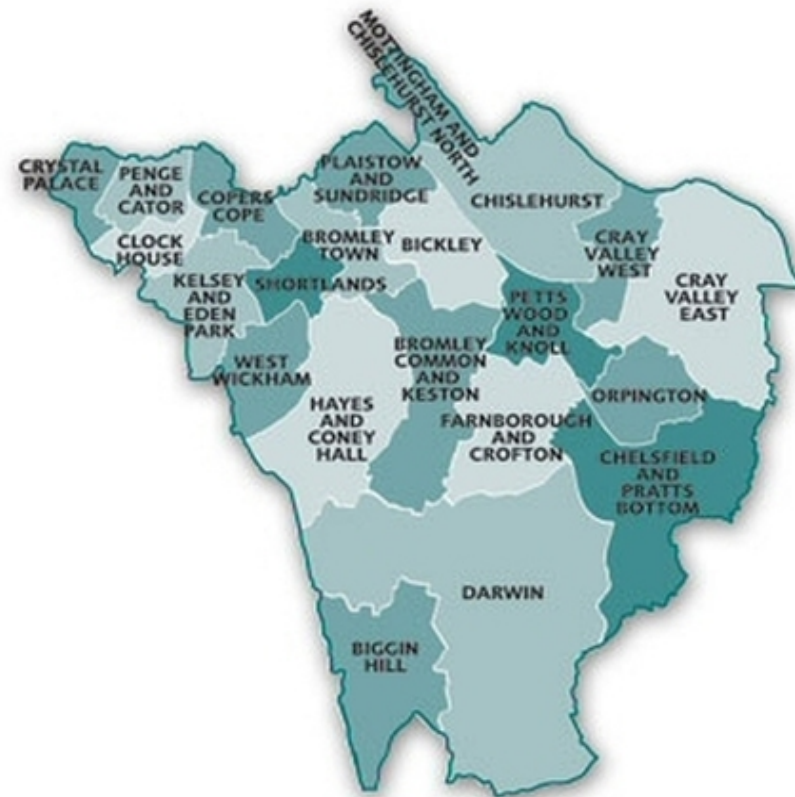 MOTTINGHAM AND
CHISLEHURST NORTH
CRYSTAL
PALACE
PENGE
AND
CATOR
COPERS
COPE
PLAISTOW
AND
SUNDRIDGE
CHISLEHURST
CLOCK
HOUSE
BROMLEY
TOWN
BICKLEY
CRAY
VALLEY
WEST
CRAY
VALLEY
EAST
KELSEY
AND
EDEN
PARK
SHORTLANDS
PETTS
WOOD
AND
KNOLL
WEST
WICKHAM
BROMLEY
COMMON
AND
KESTON
ORPINGTON
HAYES
AND
CONEY
HALL
FARNBOROUGH
AND
CROFTON
CHELSFIELD
AND
PRATTS
BOTTOM
DARWIN
BIGGIN
HILL